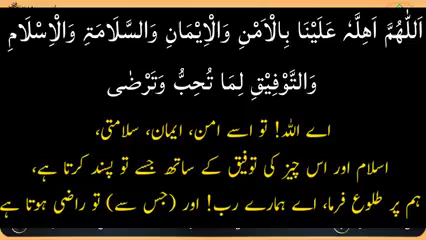 اَللّٰهُمَّ اَهِلَّهٗ عَلَيْنَا بِالْاَمْنِ وَالْاِيْمَانِ وَالسَّلَامَةِ وَالْاِسْلَامِ
وَالتَّوْفِيْقِ لِمَا تُحِبُّ وَتَرْضٰى
اے اللہ! تو اسے امن، ایمان، سلامتی،
اسلام اور اس چیز کی توفیق کے ساتھ جسے تو پسند کرتا ہے،
ہم پر طلوع فرما، اے ہمارے رب! اور (جس سے) تو راضی ہوتا ہے